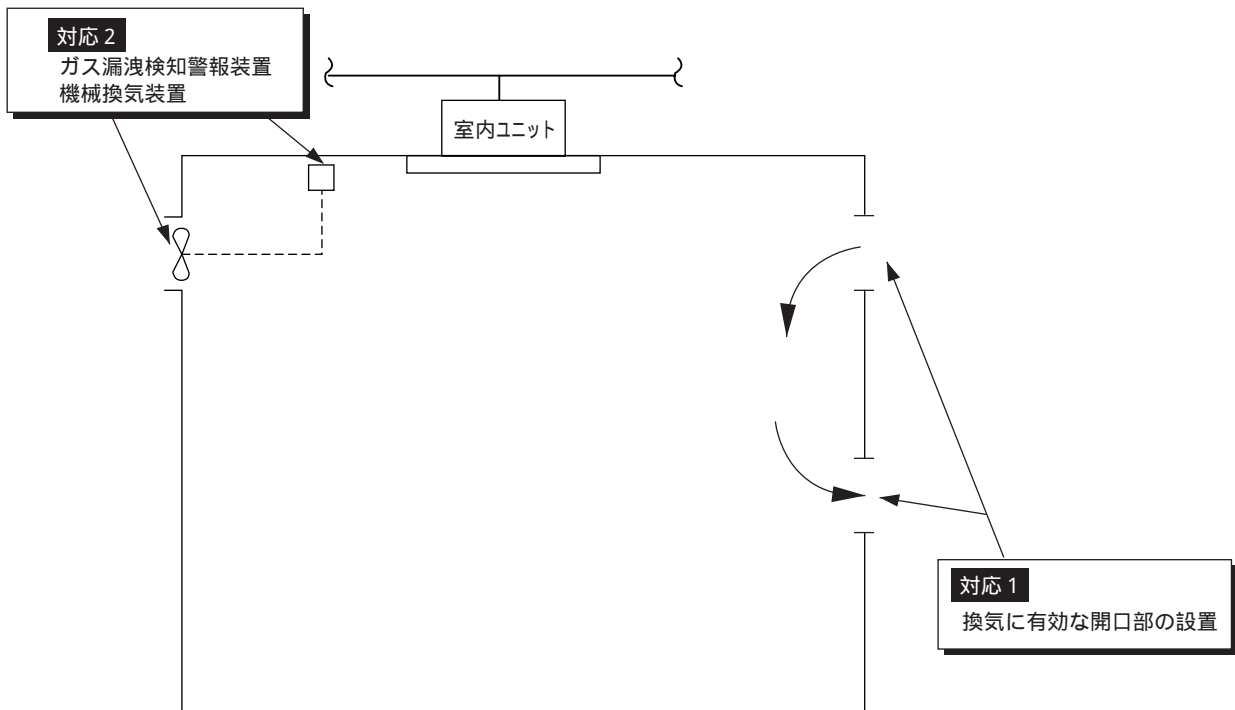 対応 2
ガス漏洩検知警報装置
機械換気装置
室内ユニット
対応 1
換気に有効な開口部の設置